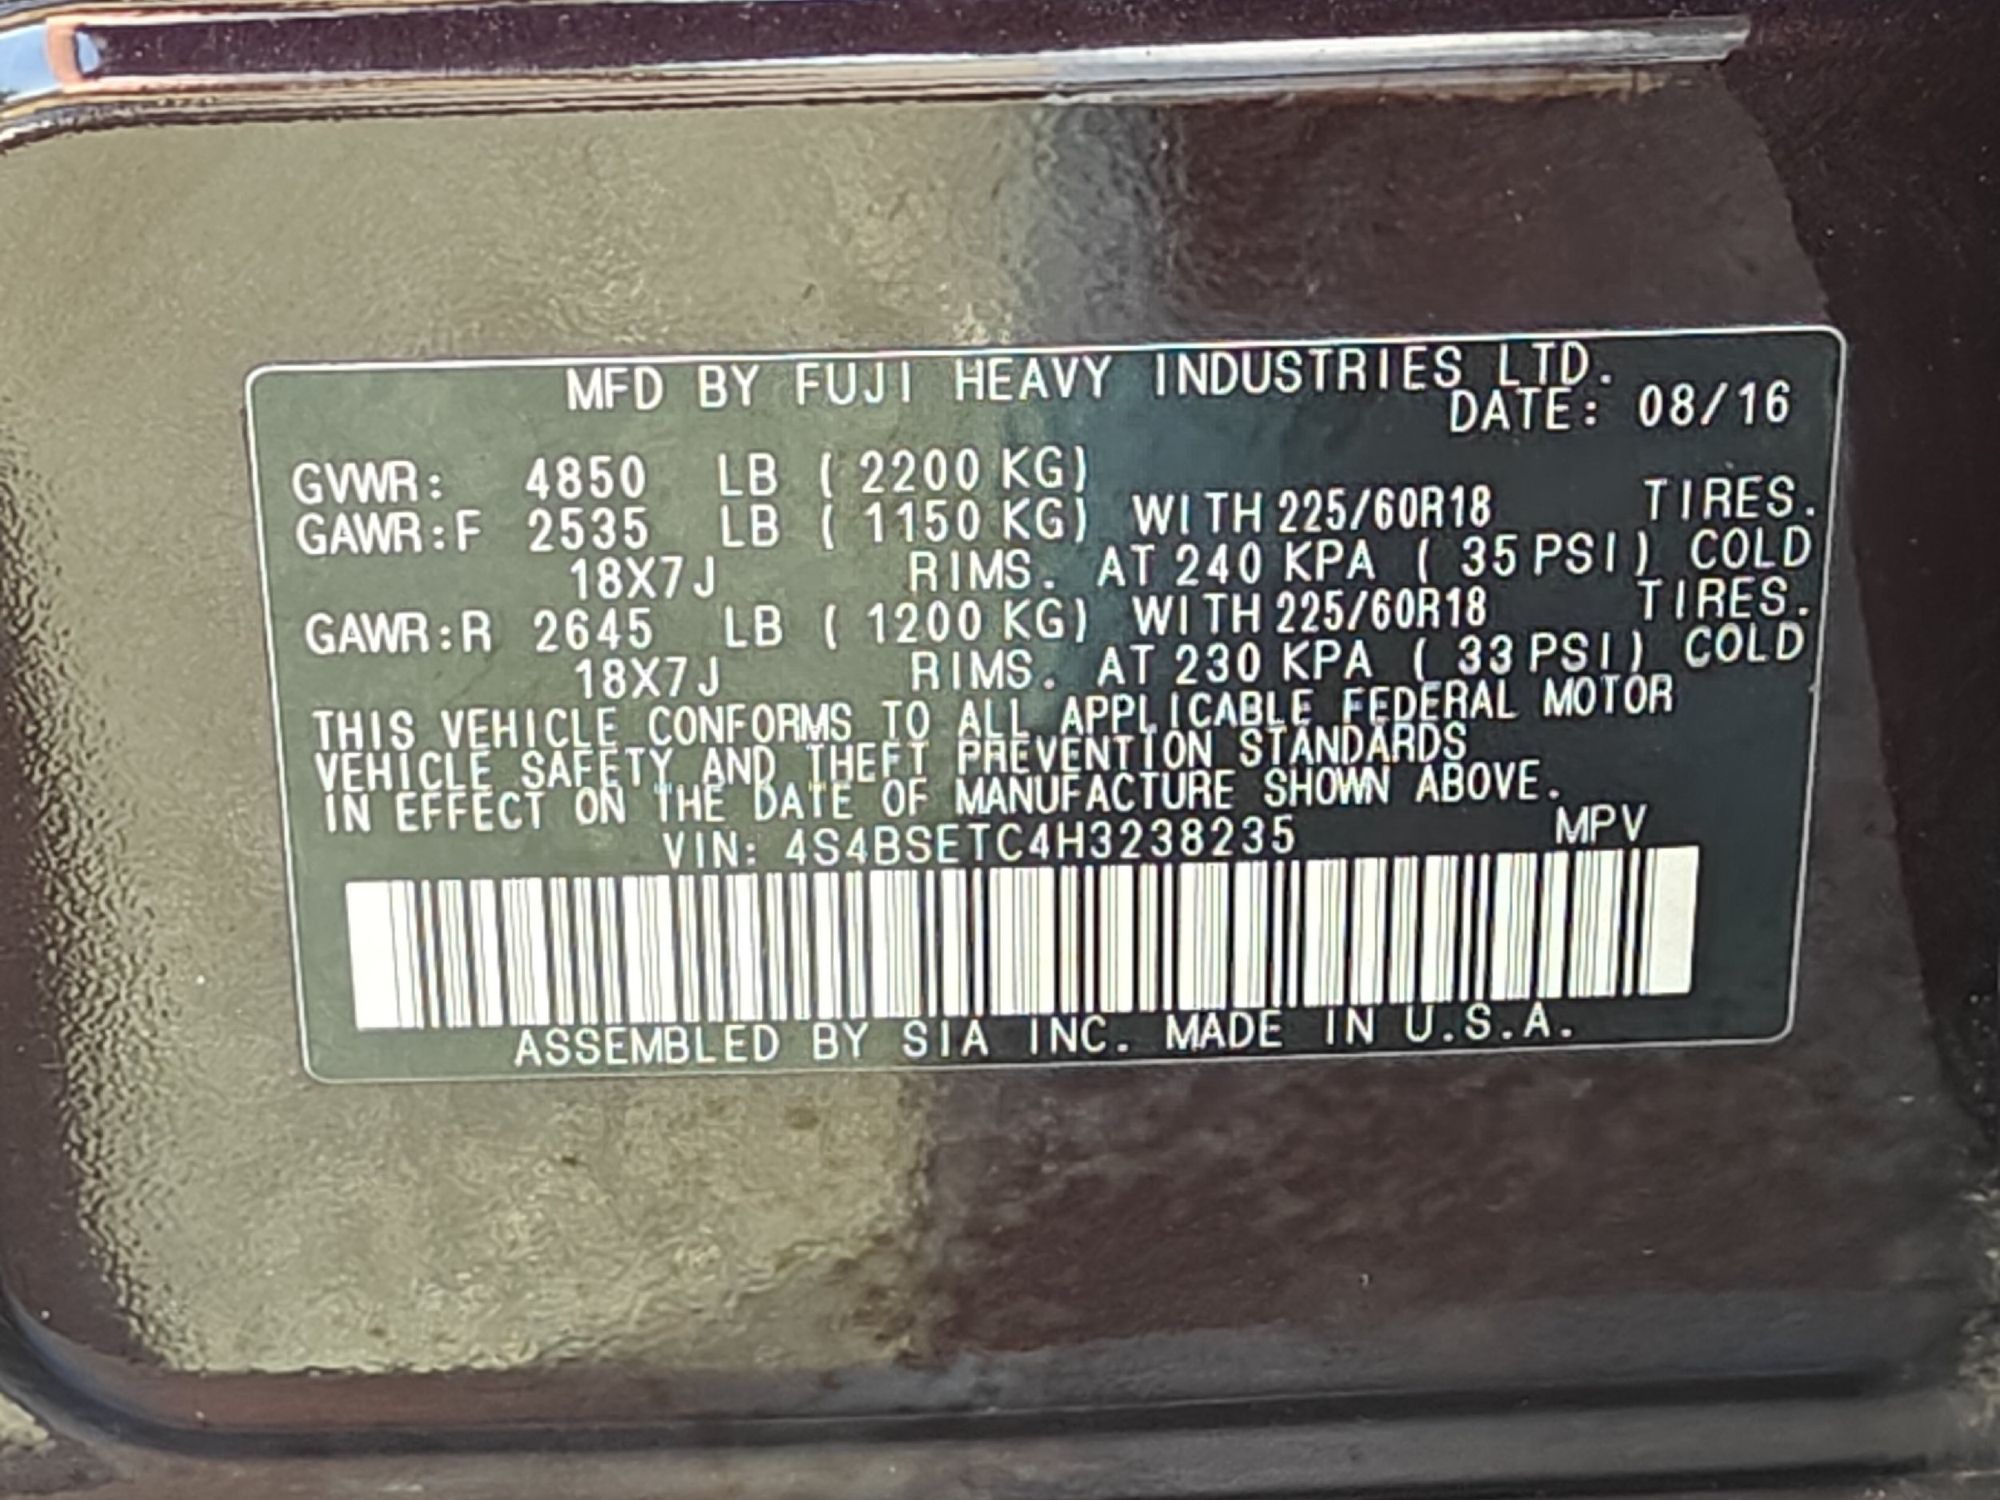 MFD BY FUJI HEAVY INDUSTRIES LTD.
DATE: 08/16
GVWR: 4850 LB ( 2200 KG)
GAWR:F 2535 LB ( 1150 KG) WITH 225/60R18 TIRES.
18X7J RIMS. AT 240 KPA ( 35 PSI) COLD
GAWR:R 2645 LB ( 1200 KG) WITH 225/60R18 TIRES.
18X7J RIMS. AT 230 KPA ( 33 PSI) COLD
THIS VEHICLE CONFORMS TO ALL APPLICABLE FEDERAL MOTOR
VEHICLE SAFETY AND THEFT PREVENTION STANDARDS
IN EFFECT ON THE DATE OF MANUFACTURE SHOWN ABOVE.
VIN: 4S4BSETC4H3238235 MPV
ASSEMBLED BY SIA INC. MADE IN U.S.A.